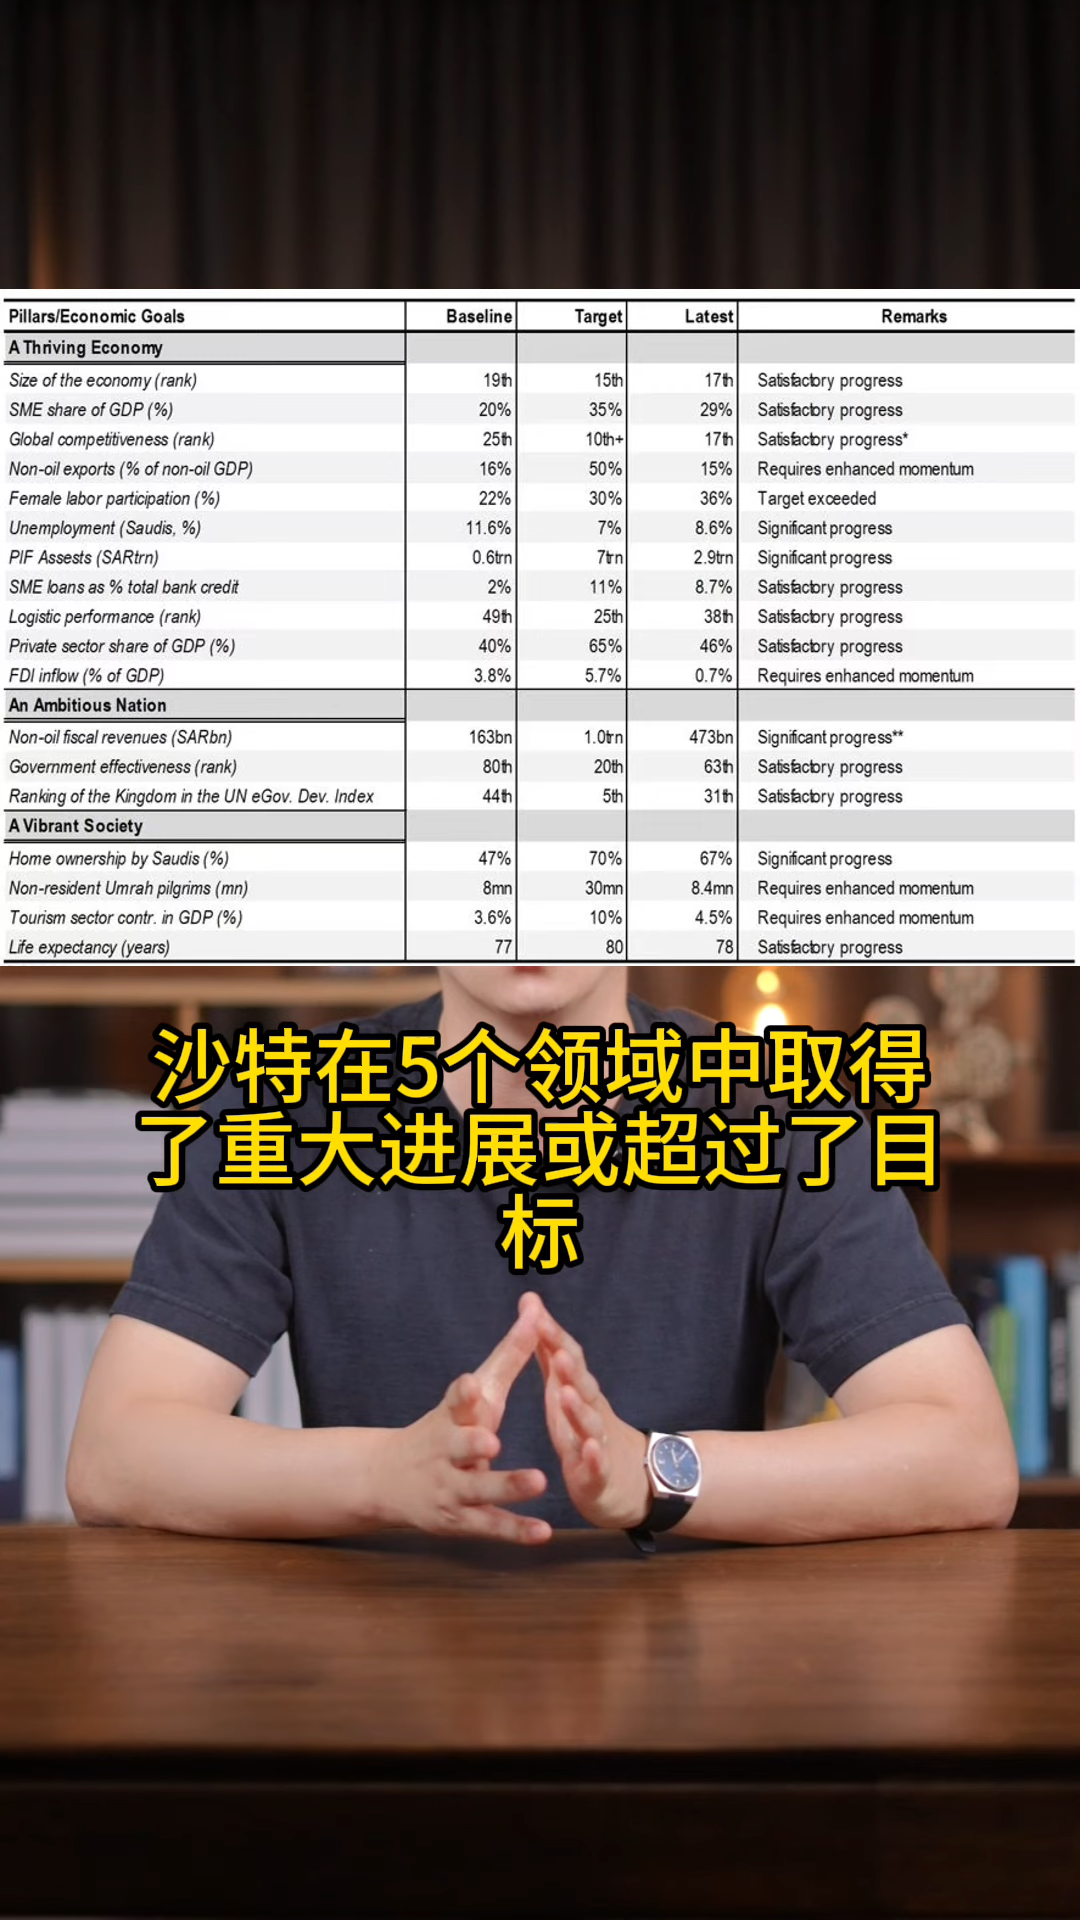 Pillars/Economic Goals Baseline Target Latest Remarks
A Thriving Economy
Size of the economy (rank) 19th 15th 17th Satisfactory progress
SME share of GDP (%) 20% 35% 29% Satisfactory progress
Global competitiveness (rank) 25th 10th+ 17th Satisfactory progress*
Non-oil exports (% of non-oil GDP) 16% 50% 15% Requires enhanced momentum
Female labor participation (%) 22% 30% 36% Target exceeded
Unemployment (Saudis, %) 11.6% 7% 8.6% Significant progress
PIF Assests (SARtrn) 0.6trn 7trn 2.9trn Significant progress
SME loans as % total bank credit 2% 11% 8.7% Satisfactory progress
Logistic performance (rank) 49th 25th 38th Satisfactory progress
Private sector share of GDP (%) 40% 65% 46% Satisfactory progress
FDI inflow (% of GDP) 3.8% 5.7% 0.7% Requires enhanced momentum
An Ambitious Nation
Non-oil fiscal revenues (SARbn) 163bn 1.0trn 473bn Significant progress**
Government effectiveness (rank) 80th 20th 63th Satisfactory progress
Ranking of the Kingdom in the UN eGov. Dev. Index 44th 5th 31th Satisfactory progress
A Vibrant Society
Home ownership by Saudis (%) 47% 70% 67% Significant progress
Non-resident Umrah pilgrims (mn) 8mn 30mn 8.4mn Requires enhanced momentum
Tourism sector contr. in GDP (%) 3.6% 10% 4.5% Requires enhanced momentum
Life expectancy (years) 77 80 78 Satisfactory progress
沙特在5个领域中取得
了重大进展或超过了目
标